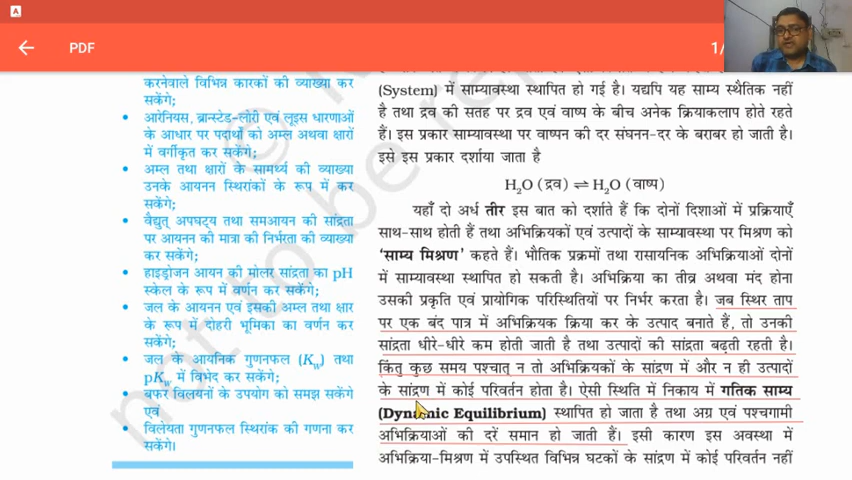 PDF
1/
करनेवाले विभिन्न कारकों की व्याख्या कर
सकेंगे;
• आरेनियस, ब्रान्स्टेड-लोरी एवं लूइस धारणाओं
के आधार पर पदार्थों को अम्ल अथवा क्षारों
में वर्गीकृत कर सकेंगे;
• अम्ल तथा क्षारों के सामर्थ्य की व्याख्या
उनके आयनन स्थिरांकों के रूप में कर
सकेंगे;
• वैद्युत् अपघट्य तथा समआयन की सांद्रता
पर आयनन की मात्रा की निर्भरता की व्याख्या
कर सकेंगे;
• हाइड्रोजन आयन की मोलर सांद्रता का pH
स्केल के रूप में वर्णन कर सकेंगे;
• जल के आयनन एवं इसकी अम्ल तथा क्षार
के रूप में दोहरी भूमिका का वर्णन कर
सकेंगे;
• जल के आयनिक गुणनफल (Kw) तथा
pKw में विभेद कर सकेंगे;
• बफर विलयनों के उपयोग को समझ सकेंगे
एवं
• विलेयता गुणनफल स्थिरांक की गणना कर
सकेंगे।
(System) में साम्यावस्था स्थापित हो गई है। यद्यपि यह साम्य स्थैतिक नहीं
है तथा द्रव की सतह पर द्रव एवं वाष्प के बीच अनेक क्रियाकलाप होते रहते
हैं। इस प्रकार साम्यावस्था पर वाष्पन की दर संघनन-दर के बराबर हो जाती है।
इसे इस प्रकार दर्शाया जाता है
H₂O (द्रव) ⇌ H₂O (वाष्प)
यहाँ दो अर्ध तीर इस बात को दर्शाते हैं कि दोनों दिशाओं में प्रक्रियाएँ
साथ-साथ होती हैं तथा अभिक्रियकों एवं उत्पादों के साम्यावस्था पर मिश्रण को
‘साम्य मिश्रण’ कहते हैं। भौतिक प्रक्रमों तथा रासायनिक अभिक्रियाओं दोनों
में साम्यावस्था स्थापित हो सकती है। अभिक्रिया का तीव्र अथवा मंद होना
उसकी प्रकृति एवं प्रायोगिक परिस्थितियों पर निर्भर करता है। जब स्थिर ताप
पर एक बंद पात्र में अभिक्रियक क्रिया कर के उत्पाद बनाते हैं, तो उनकी
सांद्रता धीरे-धीरे कम होती जाती है तथा उत्पादों की सांद्रता बढ़ती रहती है।
किंतु कुछ समय पश्चात् न तो अभिक्रियकों के सांद्रण में और न ही उत्पादों
के सांद्रण में कोई परिवर्तन होता है। ऐसी स्थिति में निकाय में गतिक साम्य
(Dynamic Equilibrium) स्थापित हो जाता है तथा अग्र एवं पश्चगामी
अभिक्रियाओं की दरें समान हो जाती हैं। इसी कारण इस अवस्था में
अभिक्रिया-मिश्रण में उपस्थित विभिन्न घटकों के सांद्रण में कोई परिवर्तन नहीं
not to be re